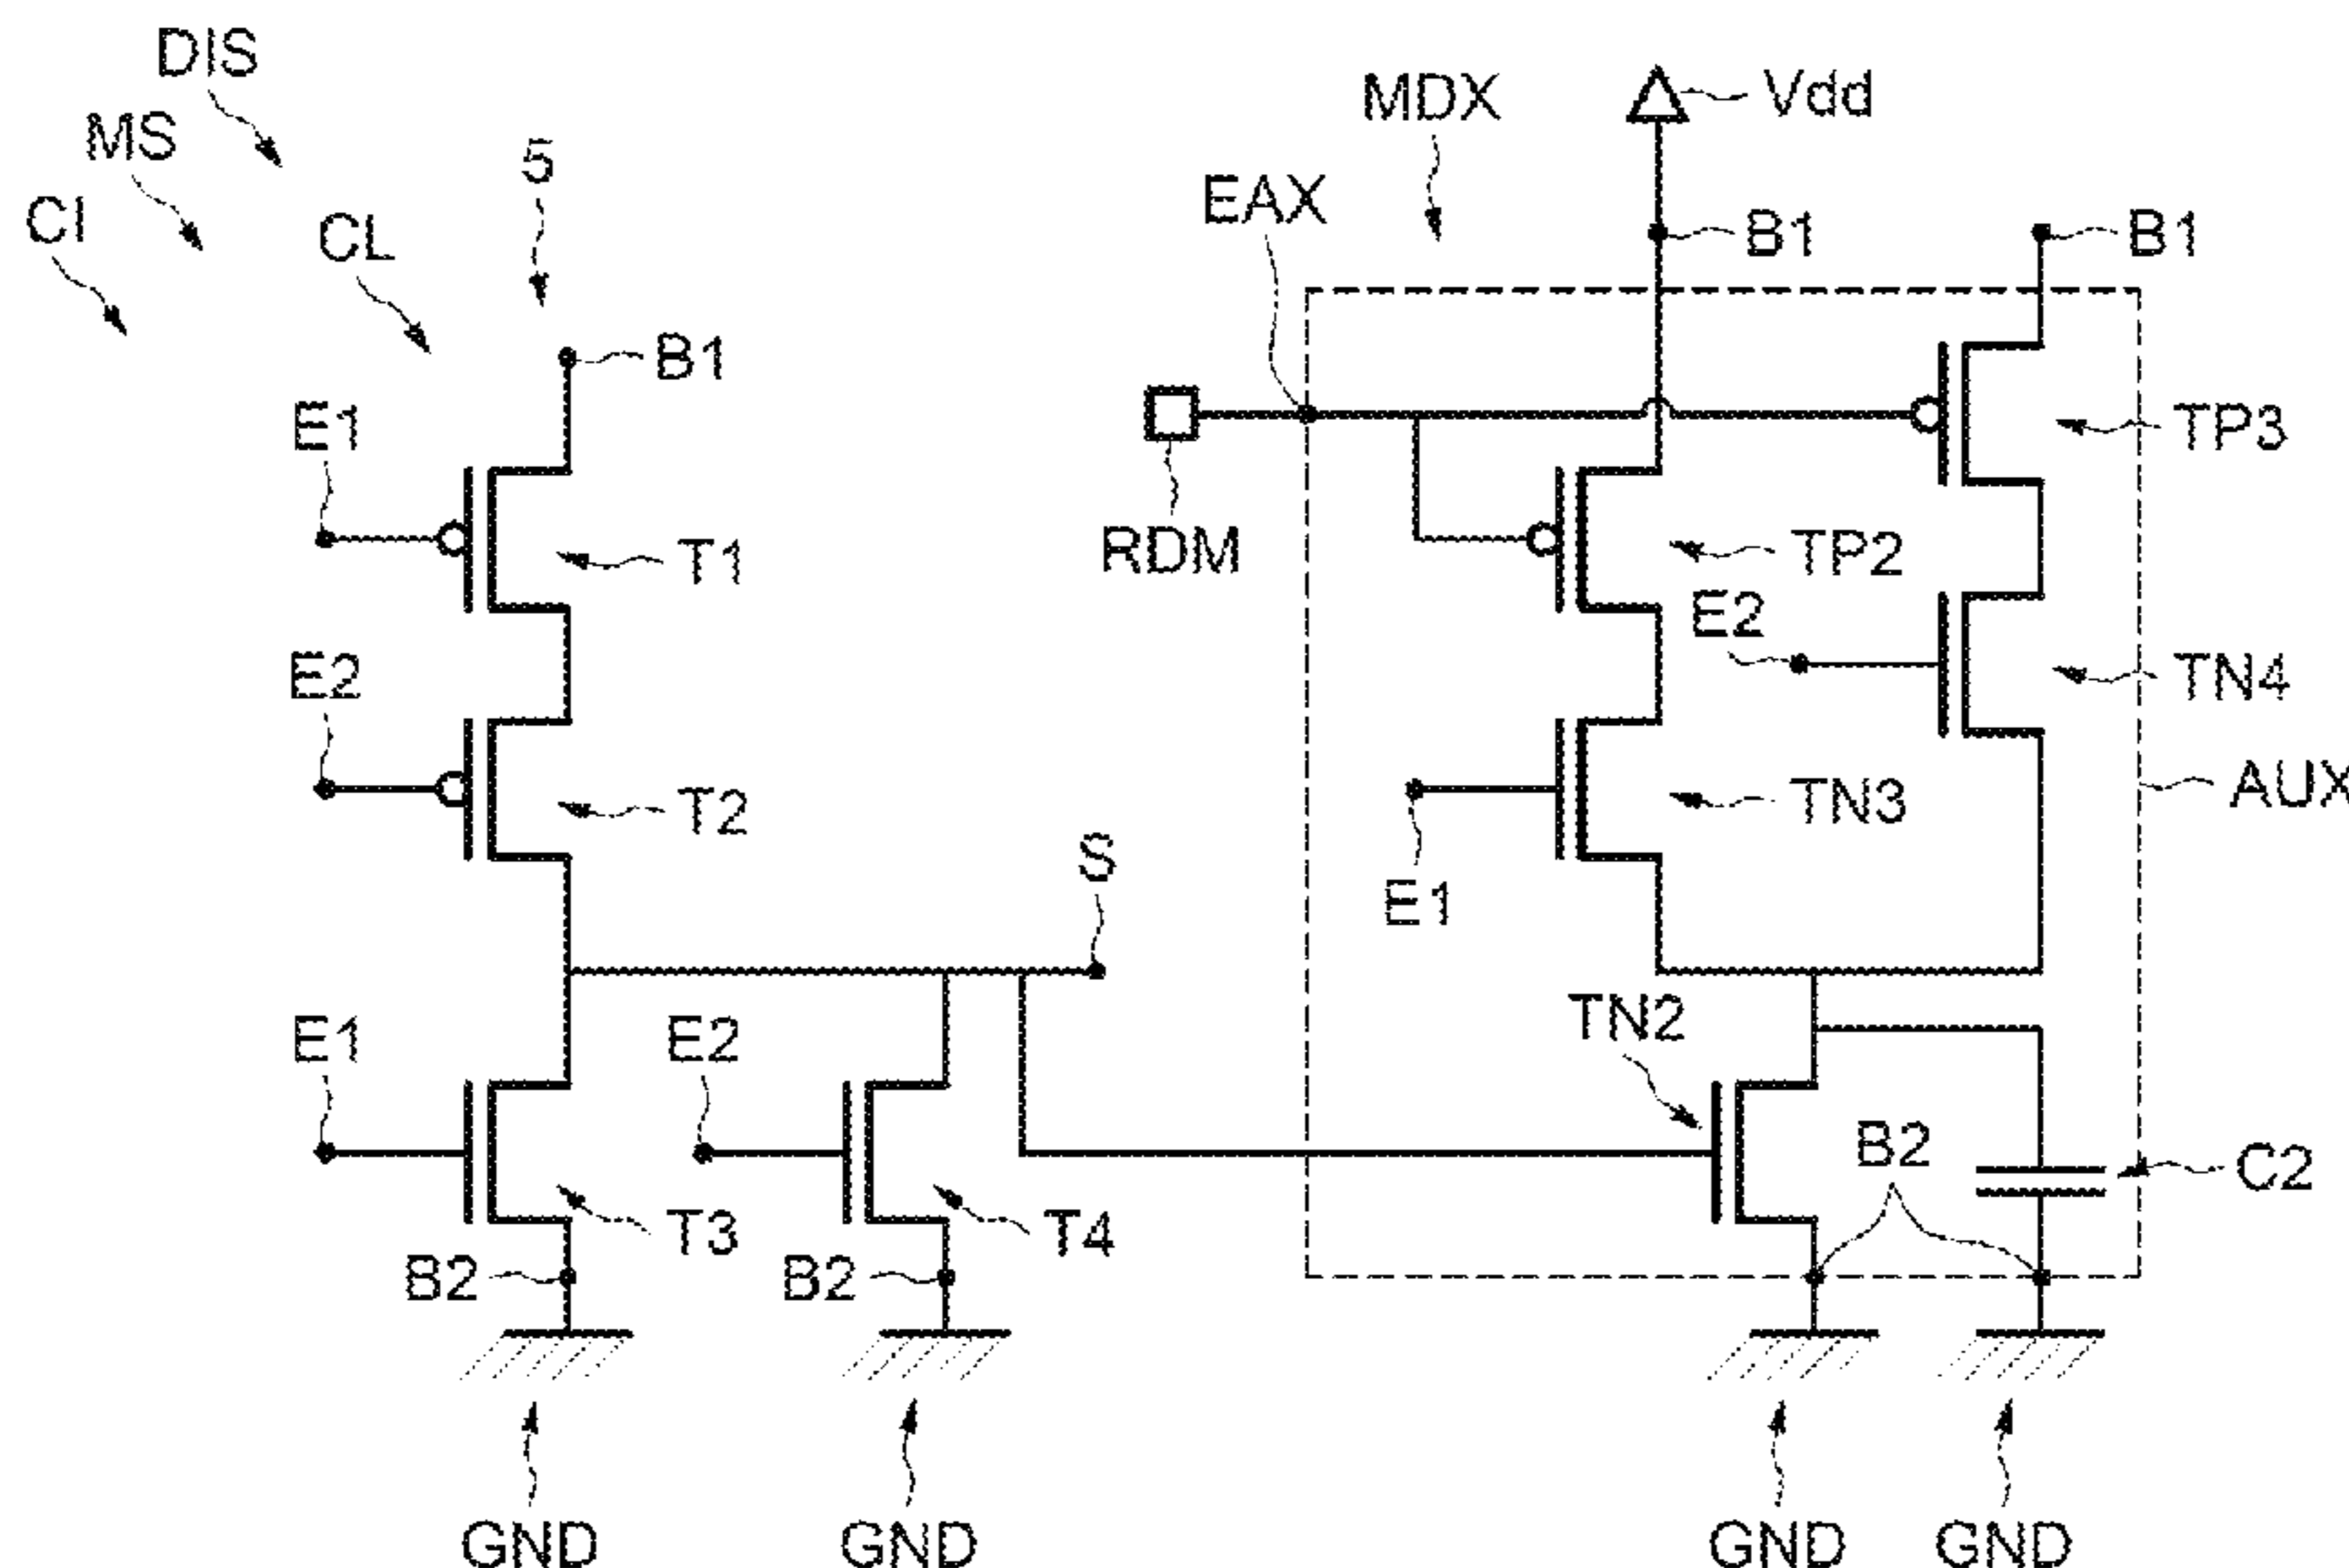 DIS
MS
CI
CL
5
MDX
Vdd
EAX
B1
B1
B1
E1
T1
RDM
TP3
TP2
E2
E2
TN4
T2
TN3
AUX
S
E1
E1
E2
TN2
B2
C2
T3
T4
B2
B2
GND
GND
GND
GND